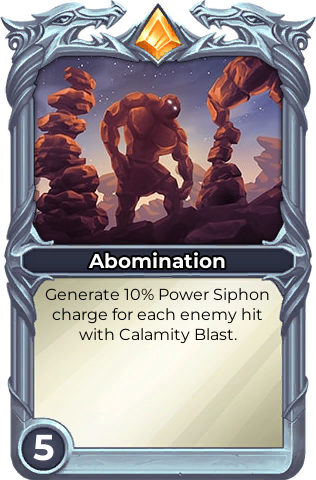 Abomination
Generate 10% Power Siphon
charge for each enemy hit
with Calamity Blast.
5